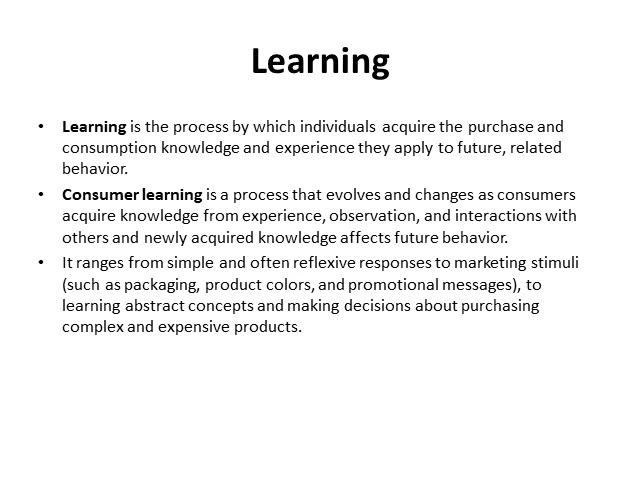 Learning
• Learning is the process by which individuals acquire the purchase and
consumption knowledge and experience they apply to future, related
behavior.
• Consumer learning is a process that evolves and changes as consumers
acquire knowledge from experience, observation, and interactions with
others and newly acquired knowledge affects future behavior.
• It ranges from simple and often reflexive responses to marketing stimuli
(such as packaging, product colors, and promotional messages), to
learning abstract concepts and making decisions about purchasing
complex and expensive products.